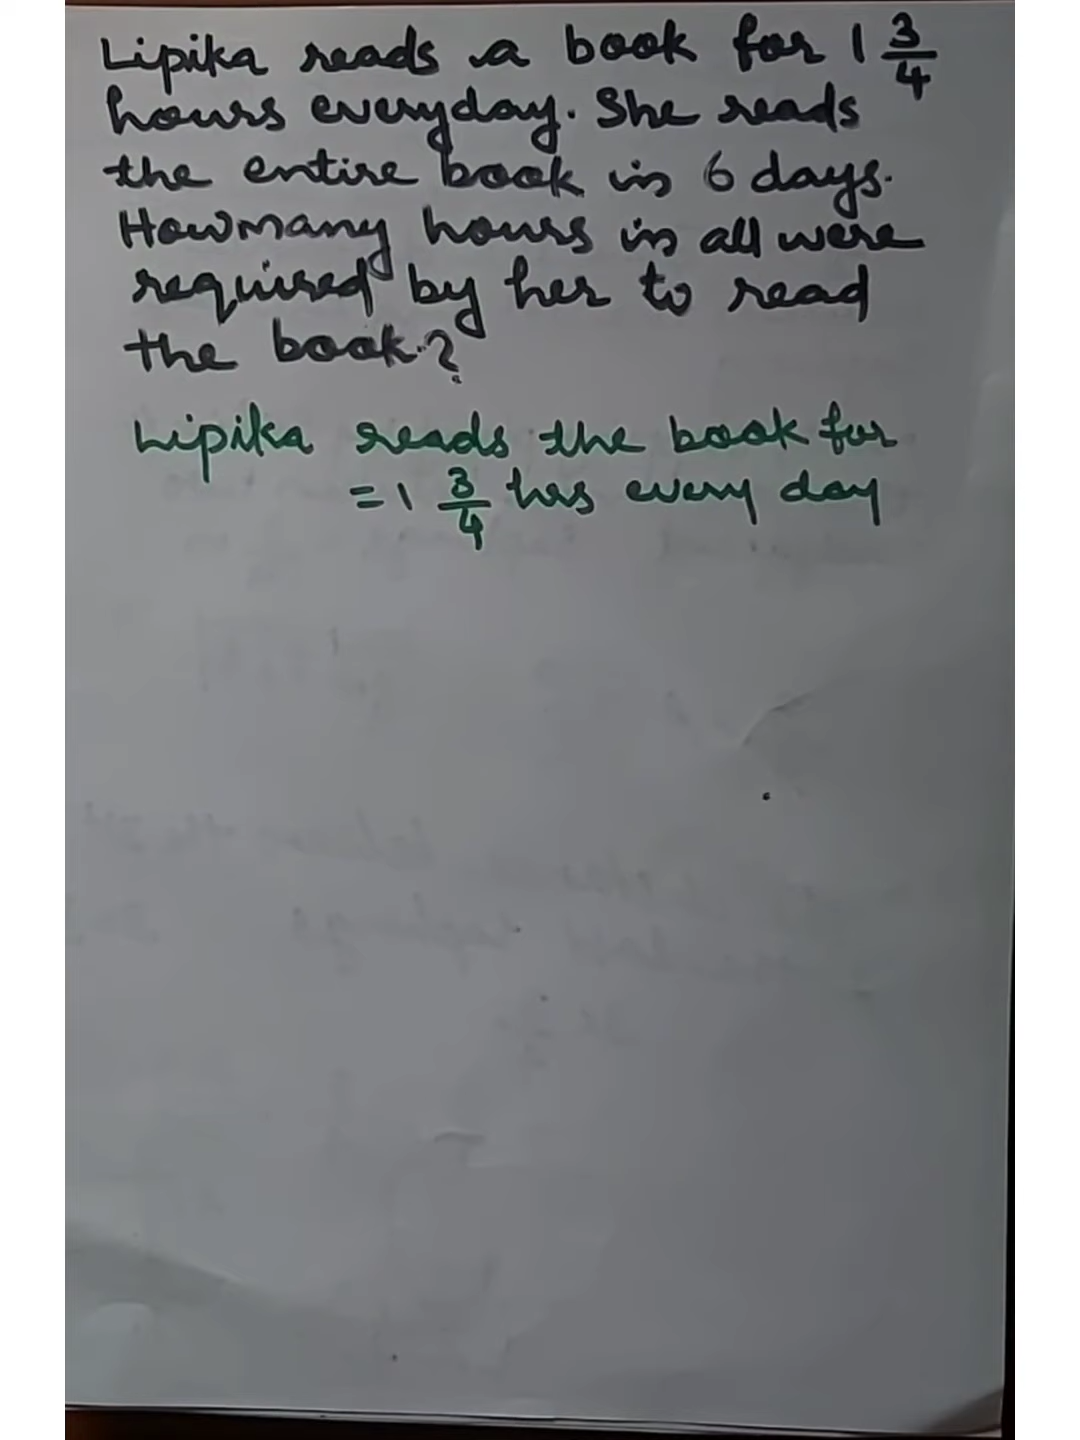 Lipika reads a book for 1 3/4
hours everyday. She reads
the entire book in 6 days.
Howmany hours in all were
required by her to read
the book?
Lipika reads the book for
= 1 3/4 hrs every day